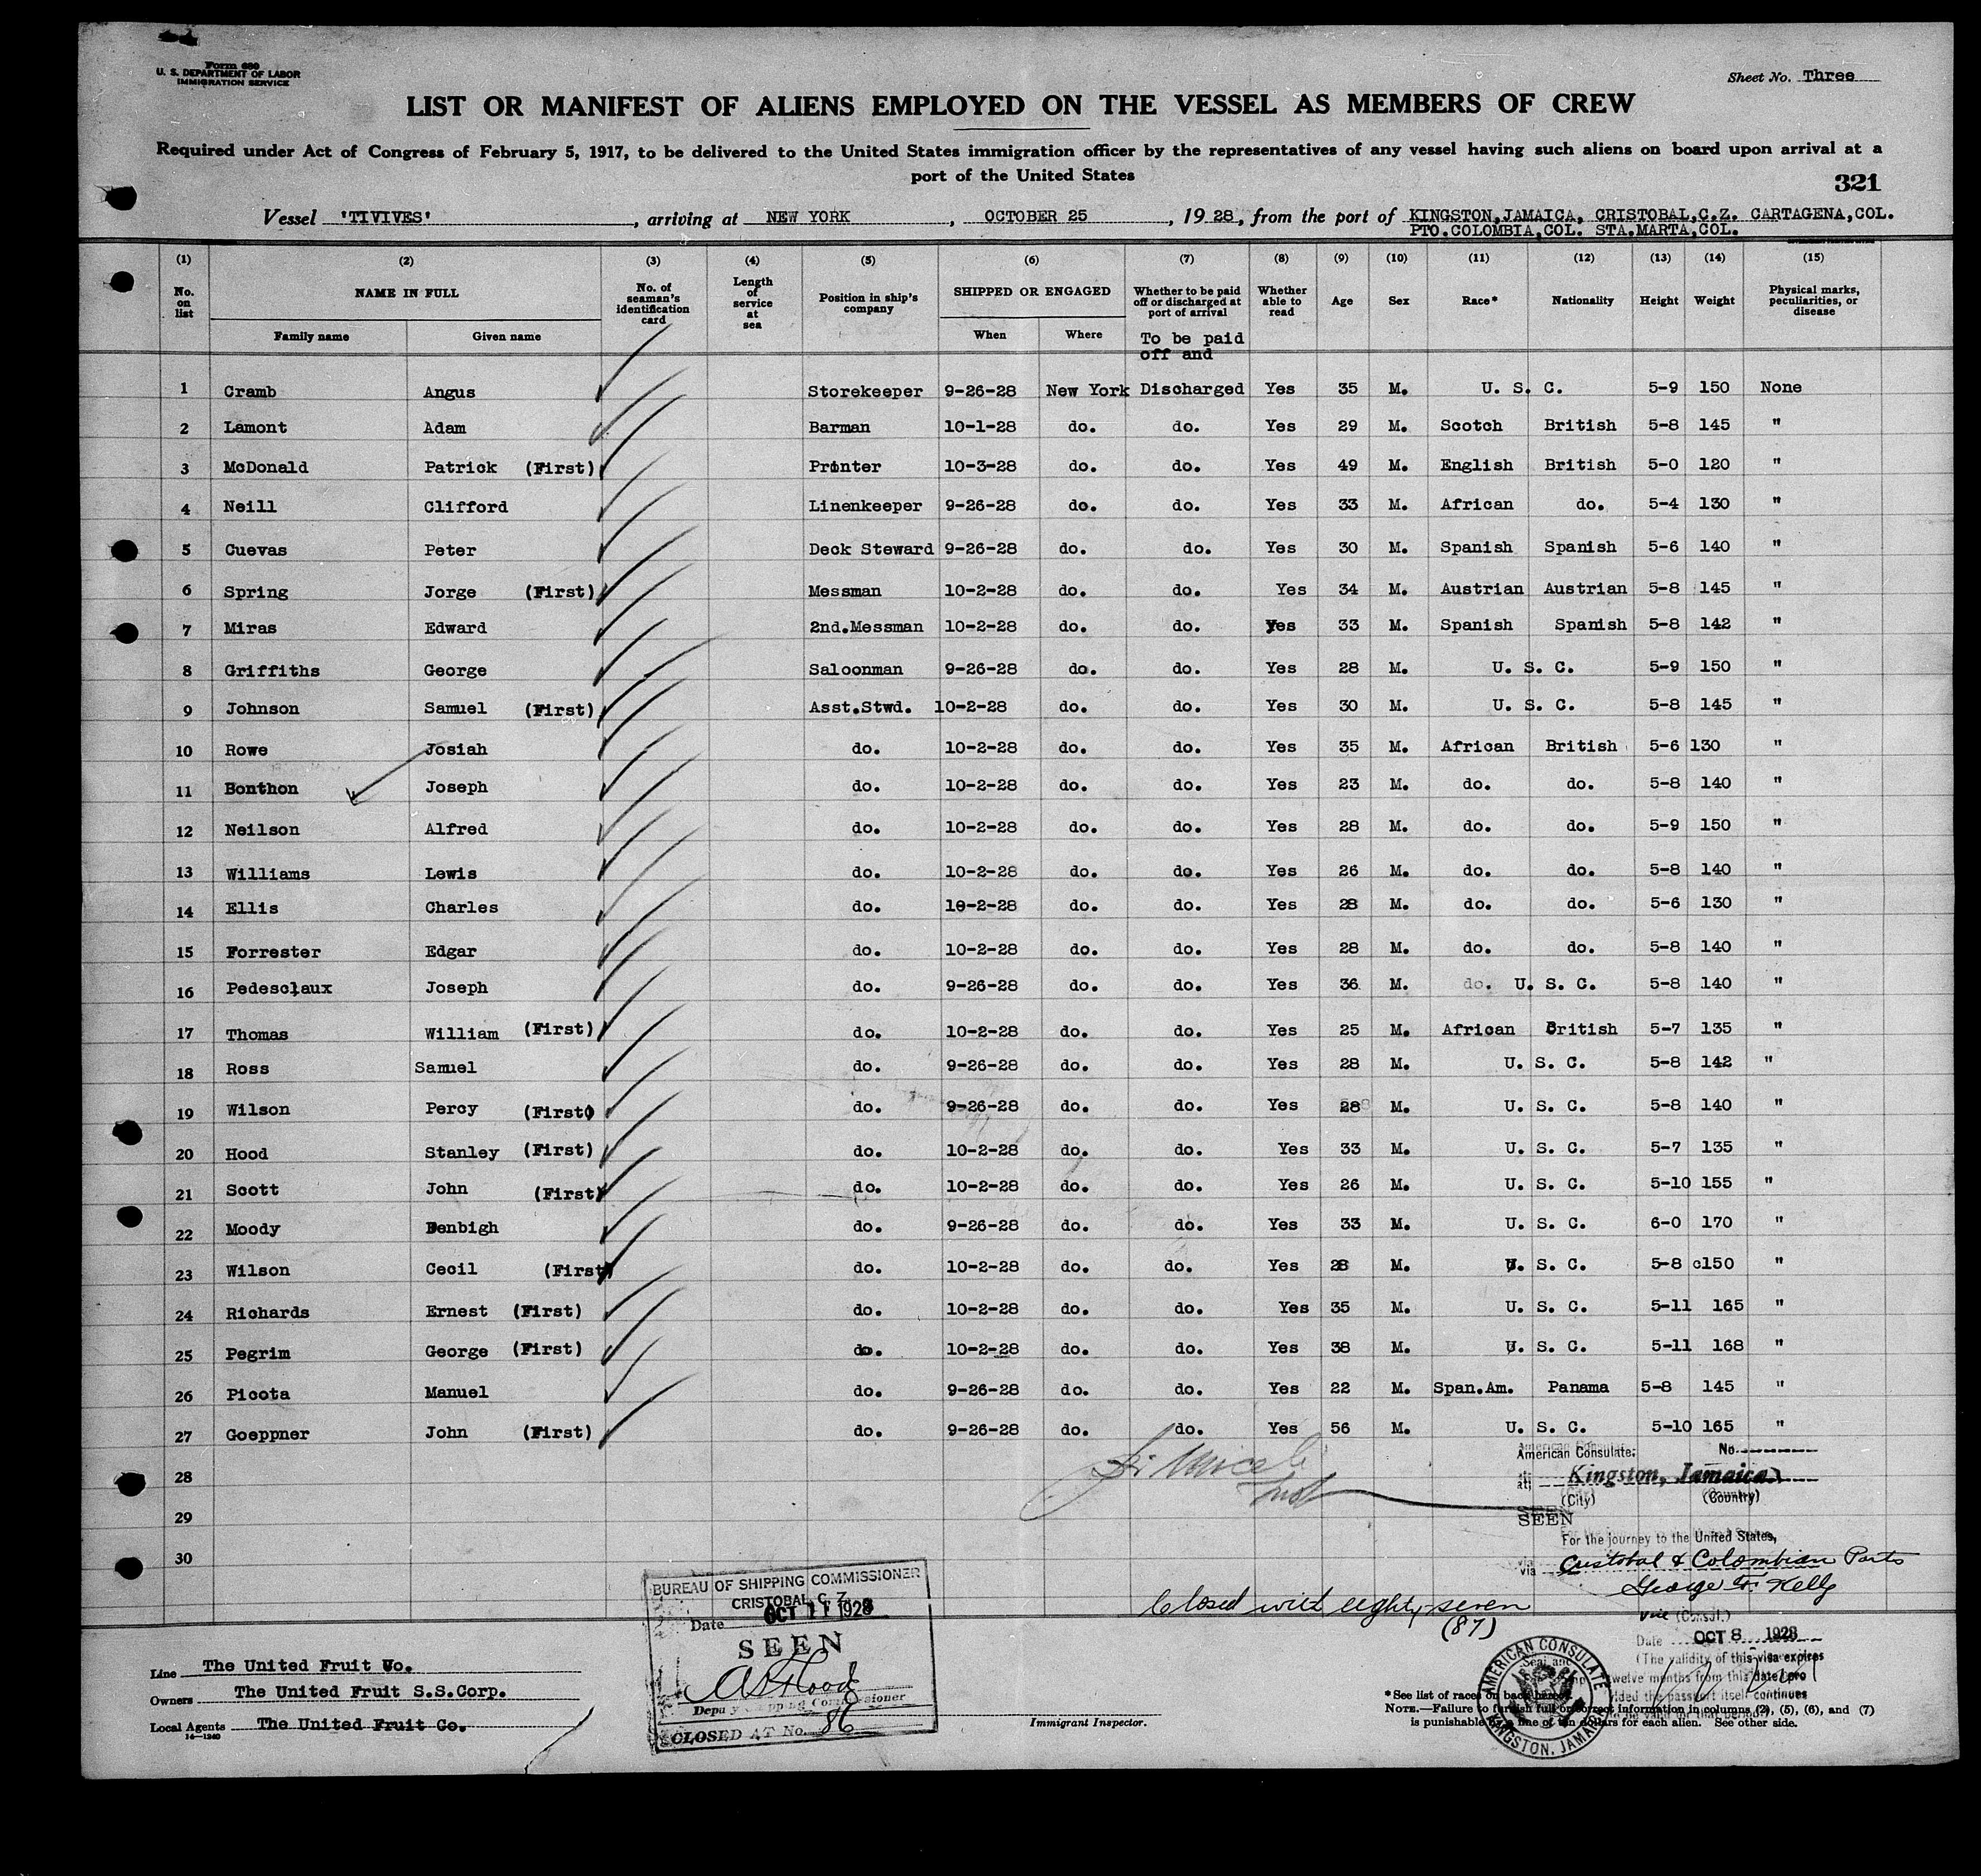 Form 689
U. S. DEPARTMENT OF LABOR
IMMIGRATION SERVICE
Sheet No. Three
LIST OR MANIFEST OF ALIENS EMPLOYED ON THE VESSEL AS MEMBERS OF CREW
Required under Act of Congress of February 5, 1917, to be delivered to the United States immigration officer by the representatives of any vessel having such aliens on board upon arrival at a
port of the United States
321
Vessel 'TIVIVES' , arriving at NEW YORK , OCTOBER 25 , 19 28, from the port of KINGSTON,JAMAICA, CRISTOBAL,C.Z. CARTAGENA,COL.
PTO.COLOMBIA,COL. STA.MARTA,COL.
(1) (2) (3) (4) (5) (6) (7) (8) (9) (10) (11) (12) (13) (14) (15)
No. on list NAME IN FULL No. of seaman's identification card Length of service at sea Position in ship's company SHIPPED OR ENGAGED Whether to be paid off or discharged at port of arrival Whether able to read Age Sex Race* Nationality Height Weight Physical marks, peculiarities, or disease
Family name Given name When Where To be paid off and
1 Cramb Angus Storekeeper 9-26-28 New York Discharged Yes 35 M. U. S. C. 5-9 150 None
2 Lamont Adam Barman 10-1-28 do. do. Yes 29 M. Scotch British 5-8 145 "
3 McDonald Patrick (First) Printer 10-3-28 do. do. Yes 49 M. English British 5-0 120 "
4 Neill Clifford Linenkeeper 9-26-28 do. do. Yes 33 M. African do. 5-4 130 "
5 Cuevas Peter Deck Steward 9-26-28 do. do. Yes 30 M. Spanish Spanish 5-6 140 "
6 Spring Jorge (First) Messman 10-2-28 do. do. Yes 34 M. Austrian Austrian 5-8 145 "
7 Miras Edward 2nd.Messman 10-2-28 do. do. Yes 33 M. Spanish Spanish 5-8 142 "
8 Griffiths George Saloonman 9-26-28 do. do. Yes 28 M. U. S. C. 5-9 150 "
9 Johnson Samuel (First) Asst.Stwd. 10-2-28 do. do. Yes 30 M. U. S. C. 5-8 145 "
10 Rowe Josiah do. 10-2-28 do. do. Yes 35 M. African British 5-6 130 "
11 Bonthon Joseph do. 10-2-28 do. do. Yes 23 M. do. do. 5-8 140 "
12 Neilson Alfred do. 10-2-28 do. do. Yes 28 M. do. do. 5-9 150 "
13 Williams Lewis do. 10-2-28 do. do. Yes 26 M. do. do. 5-8 140 "
14 Ellis Charles do. 10-2-28 do. do. Yes 28 M. do. do. 5-6 130 "
15 Forrester Edgar do. 10-2-28 do. do. Yes 28 M. do. do. 5-8 140 "
16 Pedesclaux Joseph do. 9-26-28 do. do. Yes 36 M. do. U. S. C. 5-8 140 "
17 Thomas William (First) do. 10-2-28 do. do. Yes 25 M. African British 5-7 135 "
18 Ross Samuel do. 9-26-28 do. do. Yes 28 M. U. S. C. 5-8 142 "
19 Wilson Percy (First) do. 9-26-28 do. do. Yes 28 M. U. S. C. 5-8 140 "
20 Hood Stanley (First) do. 10-2-28 do. do. Yes 33 M. U. S. C. 5-7 135 "
21 Scott John (First) do. 10-2-28 do. do. Yes 26 M. U. S. C. 5-10 155 "
22 Moody Denbigh do. 9-26-28 do. do. Yes 33 M. U. S. C. 6-0 170 "
23 Wilson Cecil (First) do. 10-2-28 do. do. Yes 28 M. U. S. C. 5-8 150 "
24 Richards Ernest (First) do. 10-2-28 do. do. Yes 35 M. U. S. C. 5-11 165 "
25 Pegrim George (First) do. 10-2-28 do. do. Yes 38 M. U. S. C. 5-11 168 "
26 Picota Manuel do. 9-26-28 do. do. Yes 22 M. Span.Am. Panama 5-8 145 "
27 Goeppner John (First) do. 9-26-28 do. do. Yes 56 M. U. S. C. 5-10 165 "
28
29
30
American Consulate: No.
at Kingston, Jamaica
(City) (Country)
SEEN
For the journey to the United States,
via Cristobal & Colombian Ports
George F. Kelly
Vice (Consul.)
Date OCT 8 1928
(The validity of this visa expires
twelve months from this date pro
vided the passport itself continues
AMERICAN CONSULATE
KINGSTON, JAMAICA
Closed with eighty-seven
(87)
BUREAU OF SHIPPING COMMISSIONER
CRISTOBAL, C. Z.
Date OCT 11 1928
SEEN
Deputy Shipping Commissioner
CLOSED AT No. 86
Line The United Fruit Co.
Owners The United Fruit S.S.Corp.
Local Agents The United Fruit Co.
14—1240
Immigrant Inspector.
*See list of races on back hereof.
NOTE.—Failure to furnish full or correct information in columns (2), (5), (6), and (7)
is punishable by a fine of ten dollars for each alien. See other side.